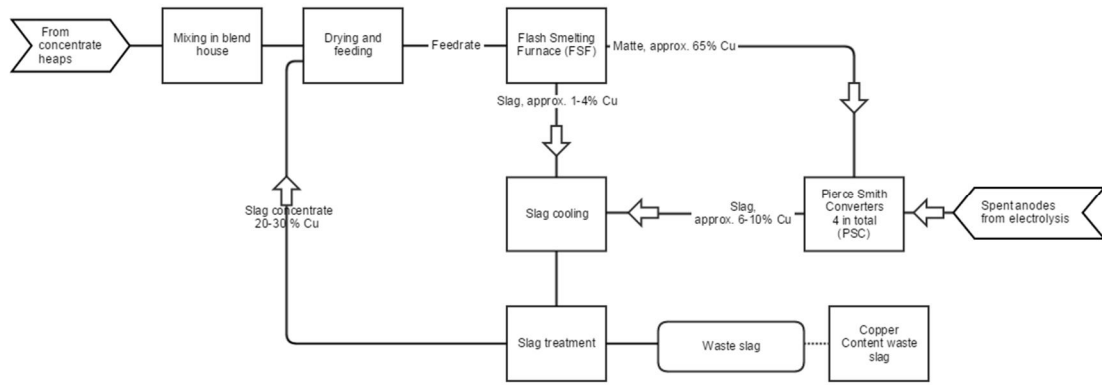 From
concentrate
heaps
Mixing in blend
house
Drying and
feeding
Feedrate
Flash Smelting
Furnace (FSF)
Matte, approx. 65% Cu
Slag, approx. 1-4% Cu
Slag concentrate
20-30 % Cu
Slag cooling
Slag,
approx. 6-10% Cu
Pierce Smith
Converters
4 in total
(PSC)
Spent anodes
from electrolysis
Slag treatment
Waste slag
Copper
Content waste
slag